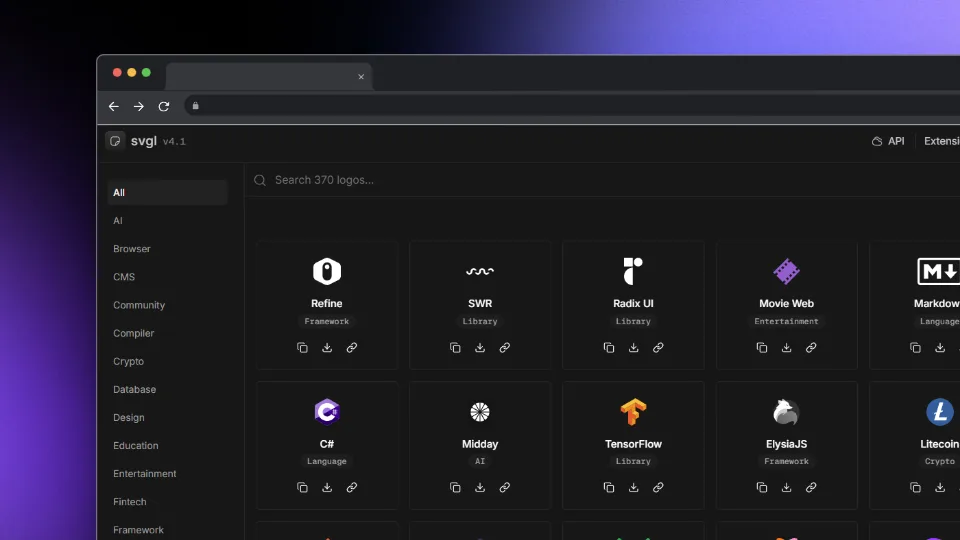 svgl v4.1
API
Extensi
Search 370 logos...
All
AI
Browser
CMS
Community
Compiler
Crypto
Database
Design
Education
Entertainment
Fintech
Framework
Refine
Framework
SWR
Library
Radix UI
Library
Movie Web
Entertainment
M
Markdow
Language
C#
Language
Midday
AI
TensorFlow
Library
ElysiaJS
Framework
Litecoin
Crypto